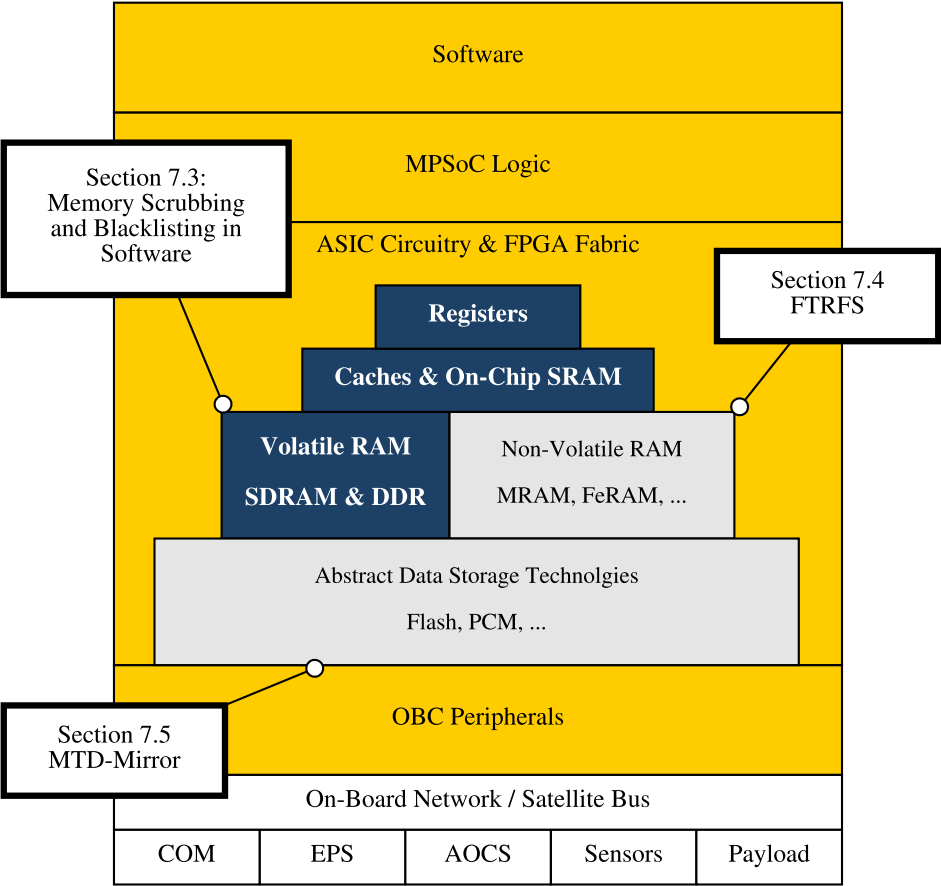 Software
MPSoC Logic
Section 7.3:
Memory Scrubbing
and Blacklisting in
Software
ASIC Circuitry & FPGA Fabric
Section 7.4
FTRFS
Registers
Caches & On-Chip SRAM
Volatile RAM
SDRAM & DDR
Non-Volatile RAM
MRAM, FeRAM, ...
Abstract Data Storage Technolgies
Flash, PCM, ...
Section 7.5
MTD-Mirror
OBC Peripherals
On-Board Network / Satellite Bus
COM
EPS
AOCS
Sensors
Payload